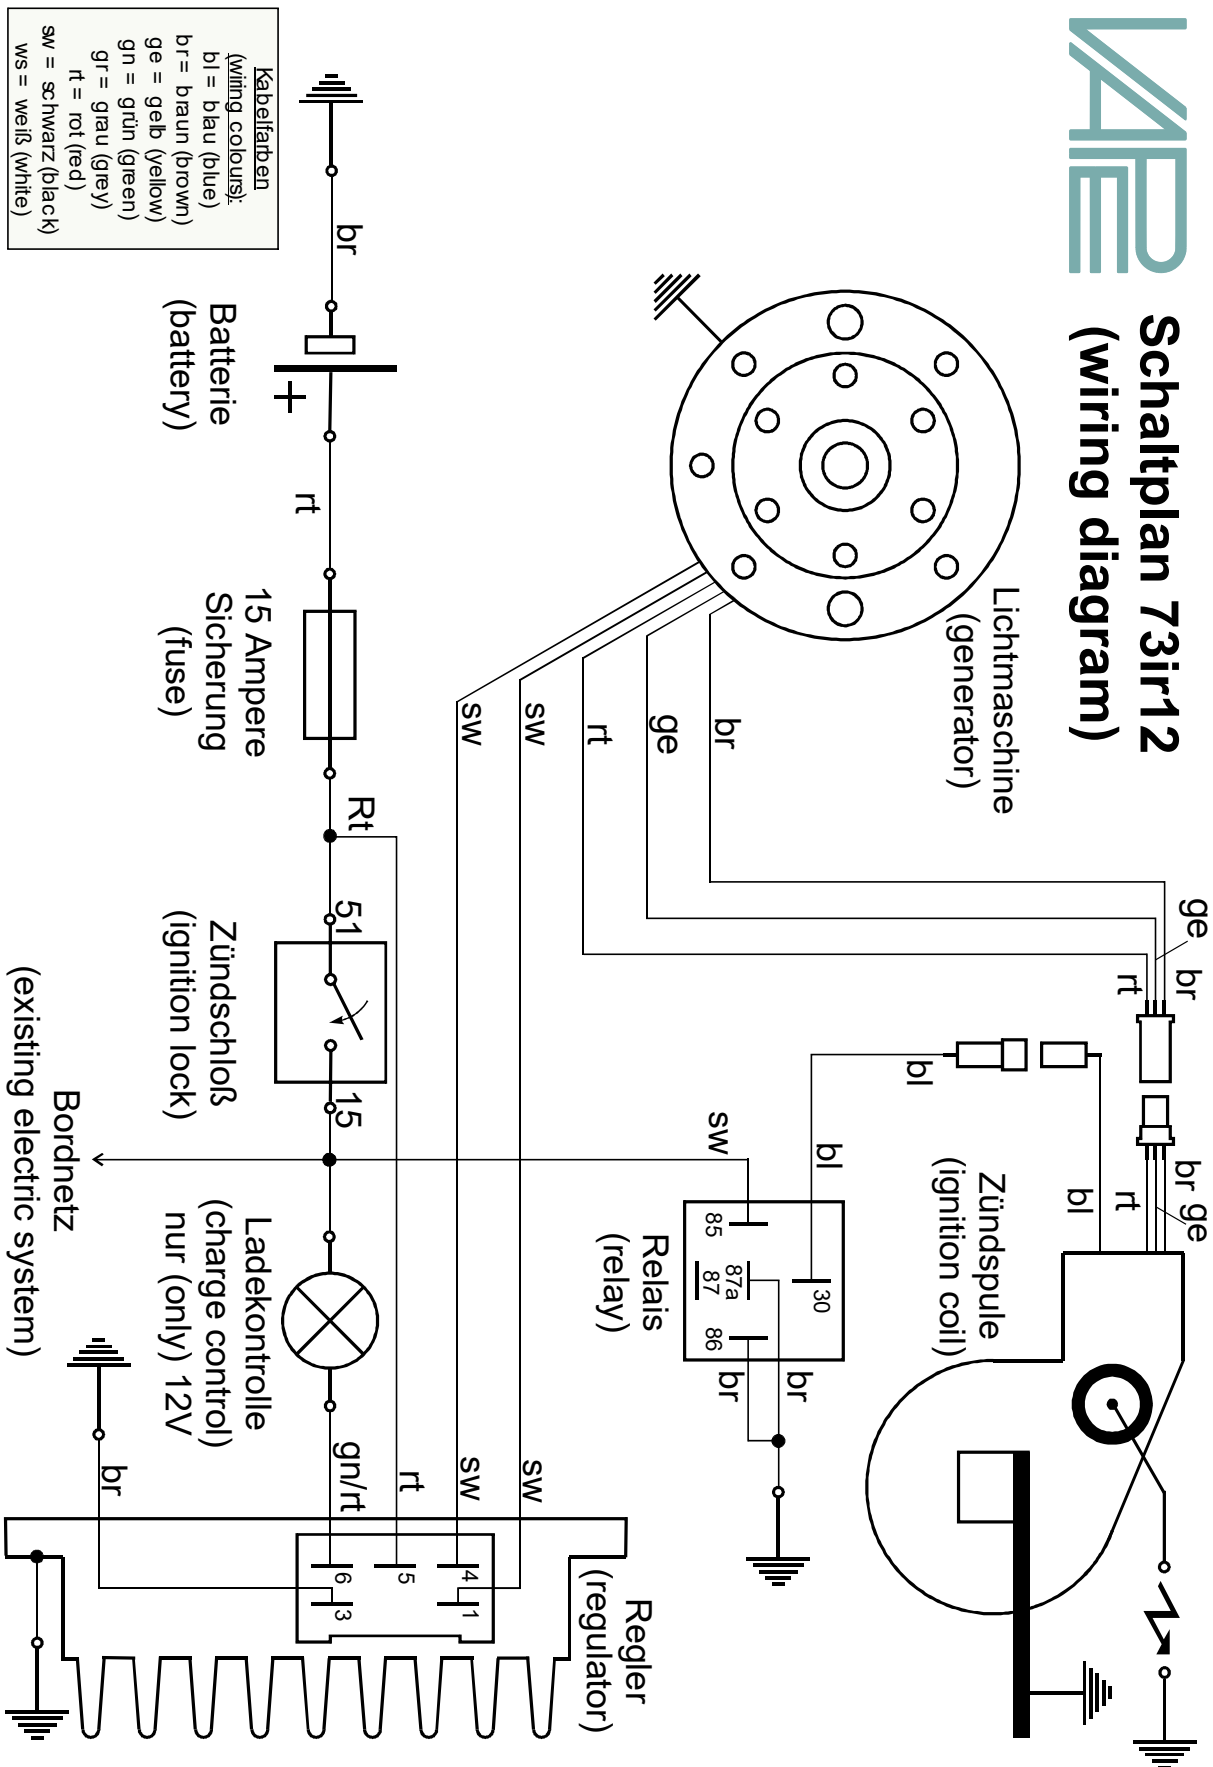 VAPE
Schaltplan 73ir12
(wiring diagram)
Kabelfarben
(wiring colours):
bl = blau (blue)
br = braun (brown)
ge = gelb (yellow)
gn = grün (green)
gr = grau (grey)
rt = rot (red)
sw = schwarz (black)
ws = weiß (white)
Lichtmaschine
(generator)
br
ge
rt
sw
sw
ge
br
rt
br
ge
rt
bl
bl
bl
Zündspule
(ignition coil)
sw
30
85
87a
87
86
Relais
(relay)
br
br
br
Batterie
(battery)
+
rt
15 Ampere
Sicherung
(fuse)
Rt
51
Zündschloß
(ignition lock)
15
Bordnetz
(existing electric system)
Ladekontrolle
(charge control)
nur (only) 12V
sw
sw
rt
gn/rt
br
4
1
5
6
3
Regler
(regulator)